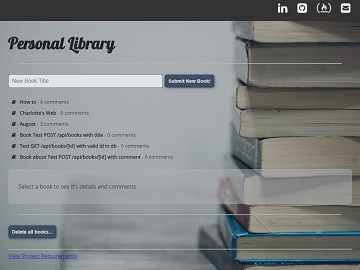 Personal Library
New Book Title
Submit New Book!
How to - 6 comments
Charlotte's Web - 5 comments
August - 5 comments
Book Test POST /api/books with title - 0 comments
Test GET /api/books/[id] with valid id in db - 0 comments
Book about Test POST /api/books/[id] with comment - 0 comments
Select a book to see it's details and comments
Delete all books...
View Project Requirements